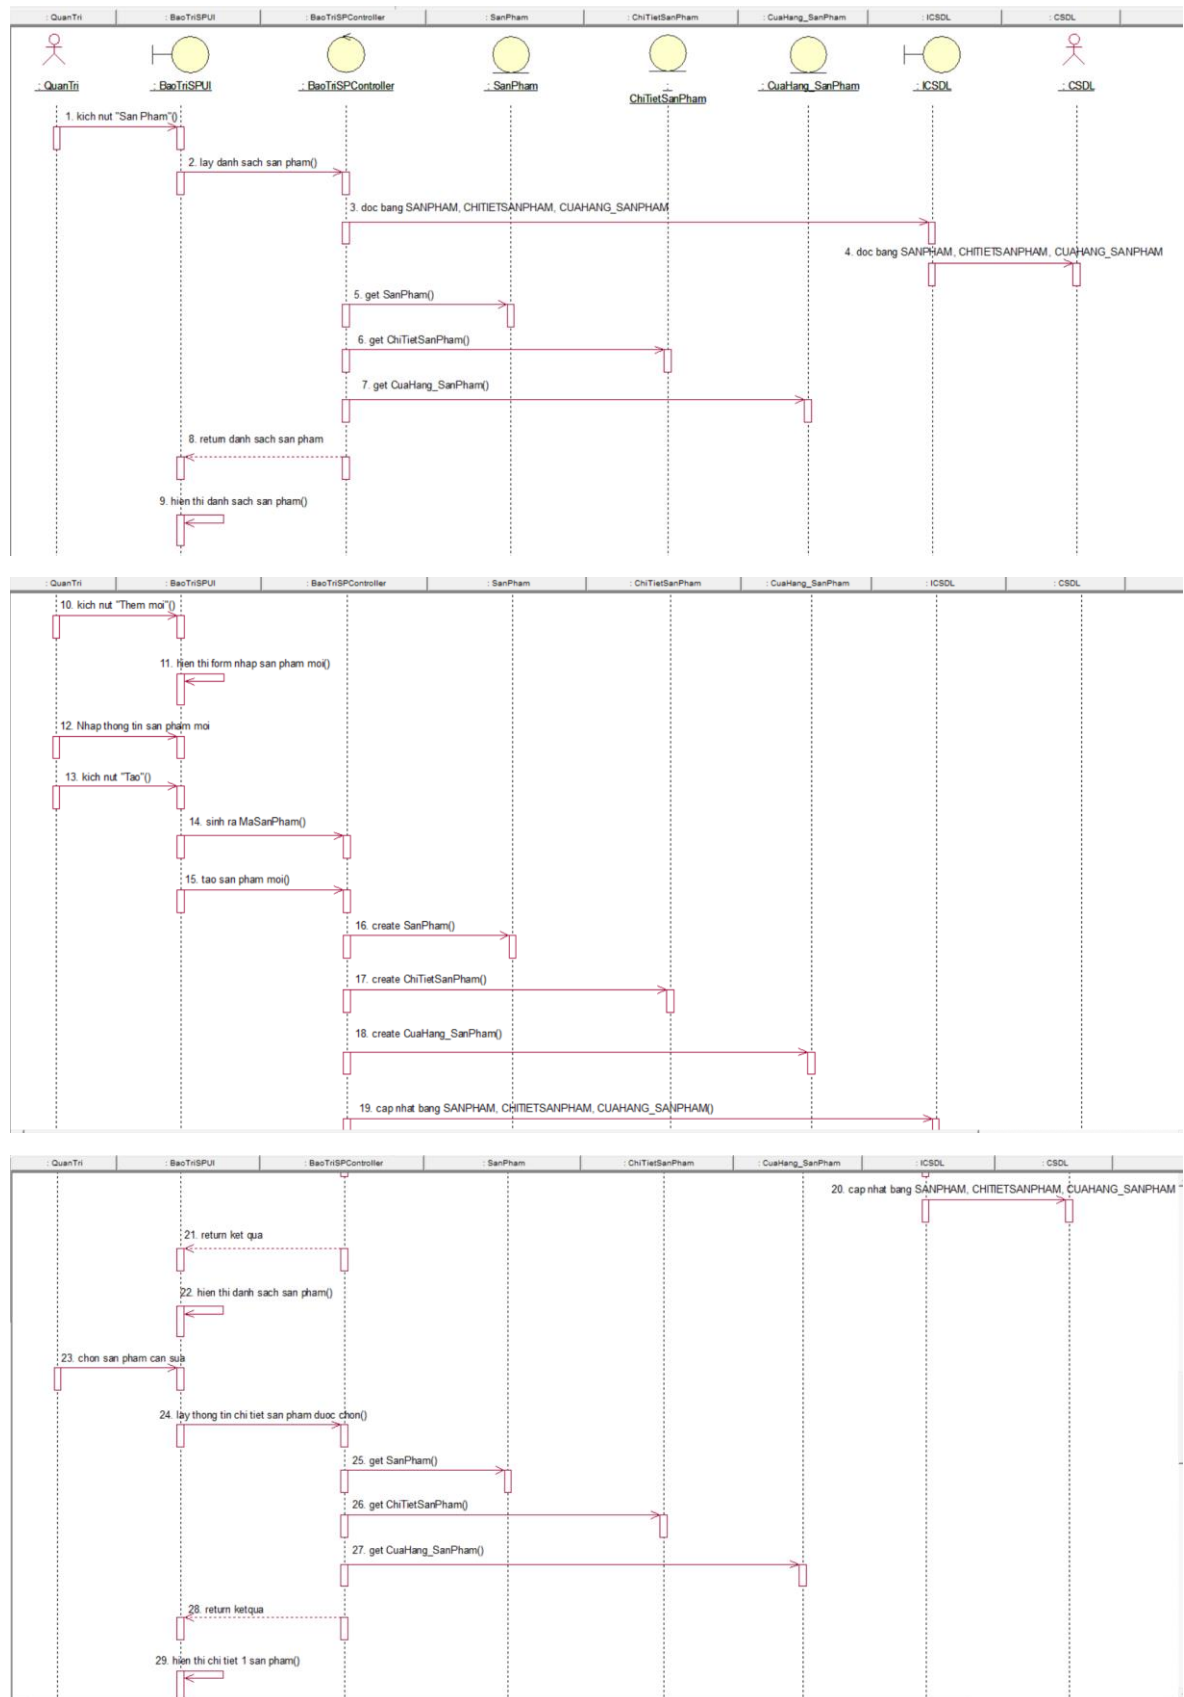 : QuanTri : BaoTriSPUI : BaoTriSPController : SanPham : ChiTietSanPham : CuaHang_SanPham : ICSDL : CSDL
: QuanTri : BaoTriSPUI : BaoTriSPController : SanPham : ChiTietSanPham : CuaHang_SanPham : ICSDL : CSDL
1. kich nut "San Pham"()
2. lay danh sach san pham()
3. doc bang SANPHAM, CHITIETSANPHAM, CUAHANG_SANPHAM
4. doc bang SANPHAM, CHITIETSANPHAM, CUAHANG_SANPHAM
5. get SanPham()
6. get ChiTietSanPham()
7. get CuaHang_SanPham()
8. return danh sach san pham
9. hien thi danh sach san pham()
: QuanTri : BaoTriSPUI : BaoTriSPController : SanPham : ChiTietSanPham : CuaHang_SanPham : ICSDL : CSDL
10. kich nut "Them moi"()
11. hien thi form nhap san pham moi()
12. Nhap thong tin san pham moi
13. kich nut "Tao"()
14. sinh ra MaSanPham()
15. tao san pham moi()
16. create SanPham()
17. create ChiTietSanPham()
18. create CuaHang_SanPham()
19. cap nhat bang SANPHAM, CHITIETSANPHAM, CUAHANG_SANPHAM()
: QuanTri : BaoTriSPUI : BaoTriSPController : SanPham : ChiTietSanPham : CuaHang_SanPham : ICSDL : CSDL
20. cap nhat bang SANPHAM, CHITIETSANPHAM, CUAHANG_SANPHAM
21. return ket qua
22. hien thi danh sach san pham()
23. chon san pham can sua
24. lay thong tin chi tiet san pham duoc chon()
25. get SanPham()
26. get ChiTietSanPham()
27. get CuaHang_SanPham()
28. return ketqua
29. hien thi chi tiet 1 san pham()